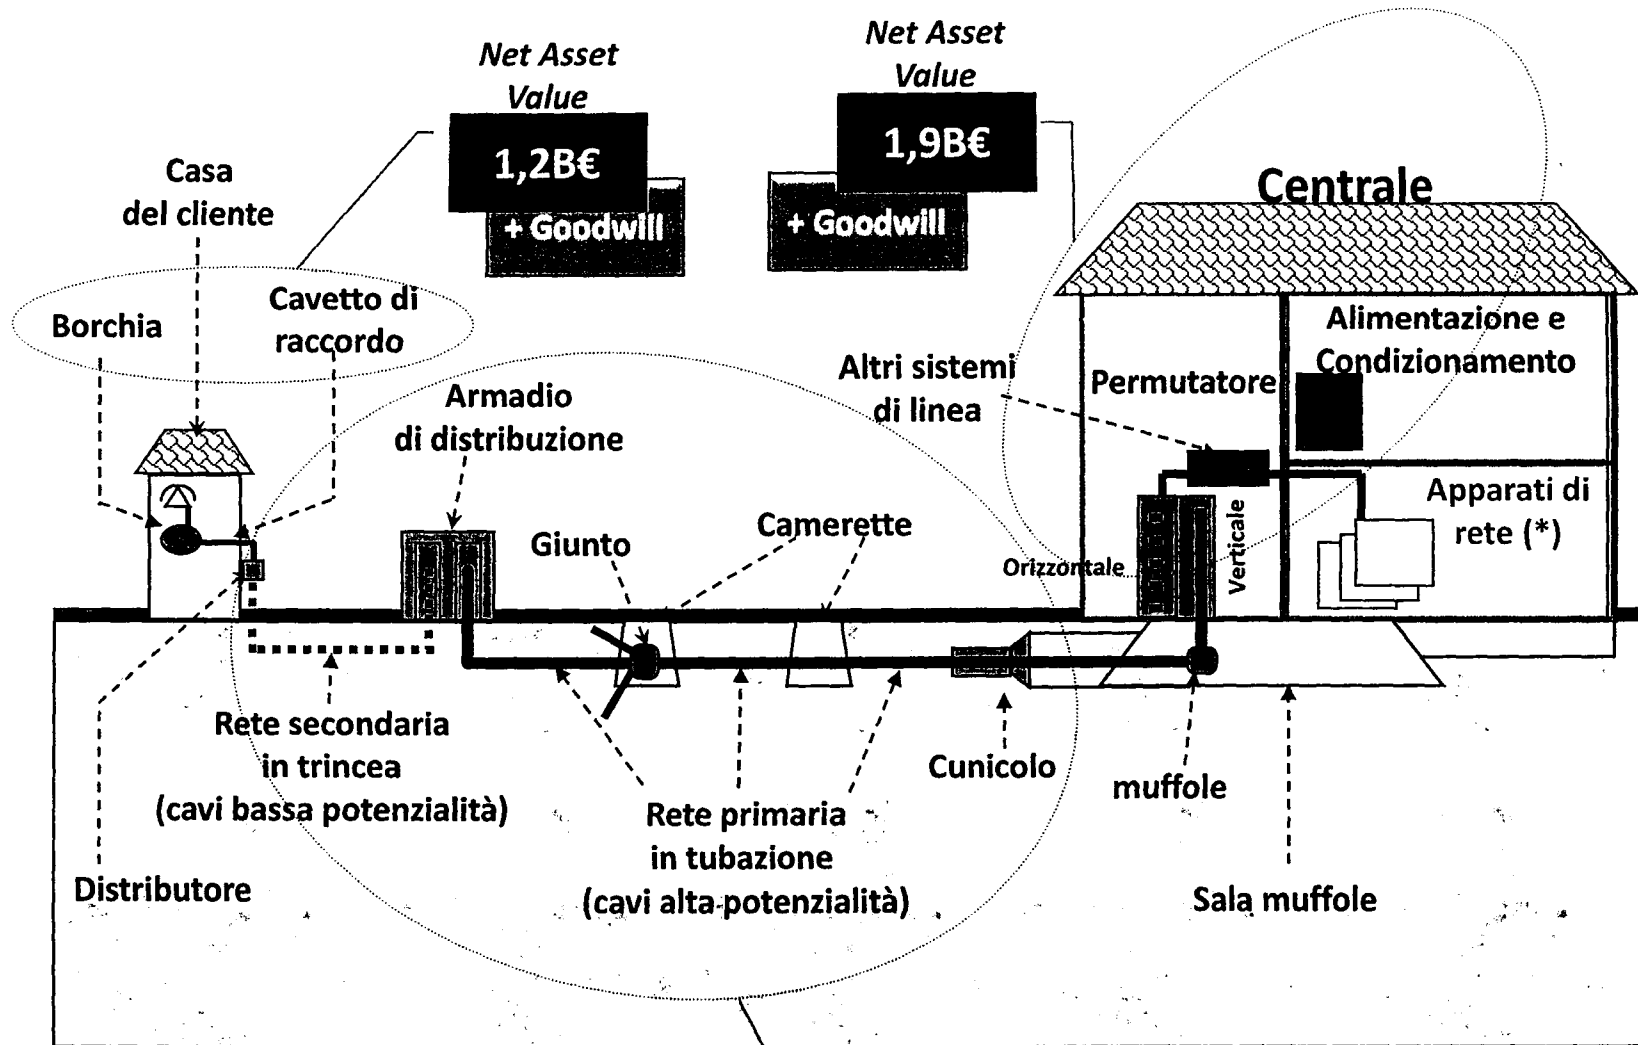 Net Asset
Value
1,2B€
+ Goodwill
Net Asset
Value
1,9B€
+ Goodwill
Casa
del cliente
Centrale
Borchia
Cavetto di
raccordo
Armadio
di distribuzione
Altri sistemi
di linea
Permutatore
Alimentazione e
Condizionamento
Apparati di
rete (*)
Giunto
Camerette
Orizzontale
Verticale
Rete secondaria
in trincea
(cavi bassa potenzialità)
Rete primaria
in tubazione
(cavi alta potenzialità)
Cunicolo
muffole
Distributore
Sala muffole